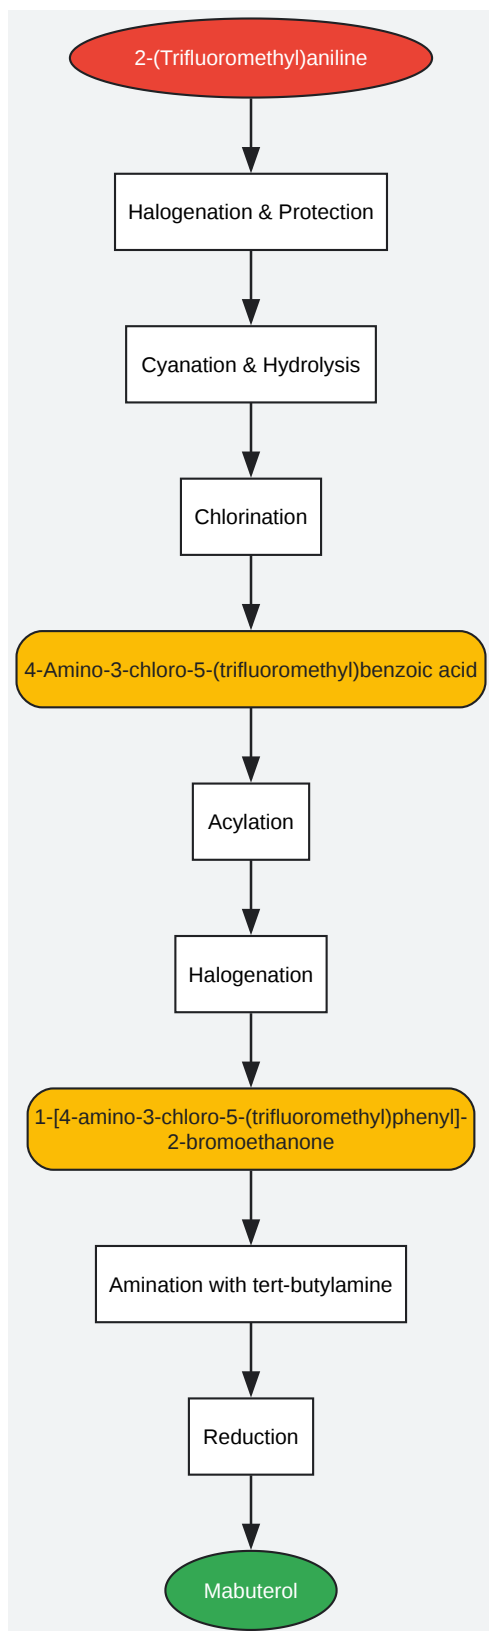 2-(Trifluoromethyl)aniline
Halogenation & Protection
Cyanation & Hydrolysis
Chlorination
4-Amino-3-chloro-5-(trifluoromethyl)benzoic acid
Acylation
Halogenation
1-[4-amino-3-chloro-5-(trifluoromethyl)phenyl]-
2-bromoethanone
Amination with tert-butylamine
Reduction
Mabuterol